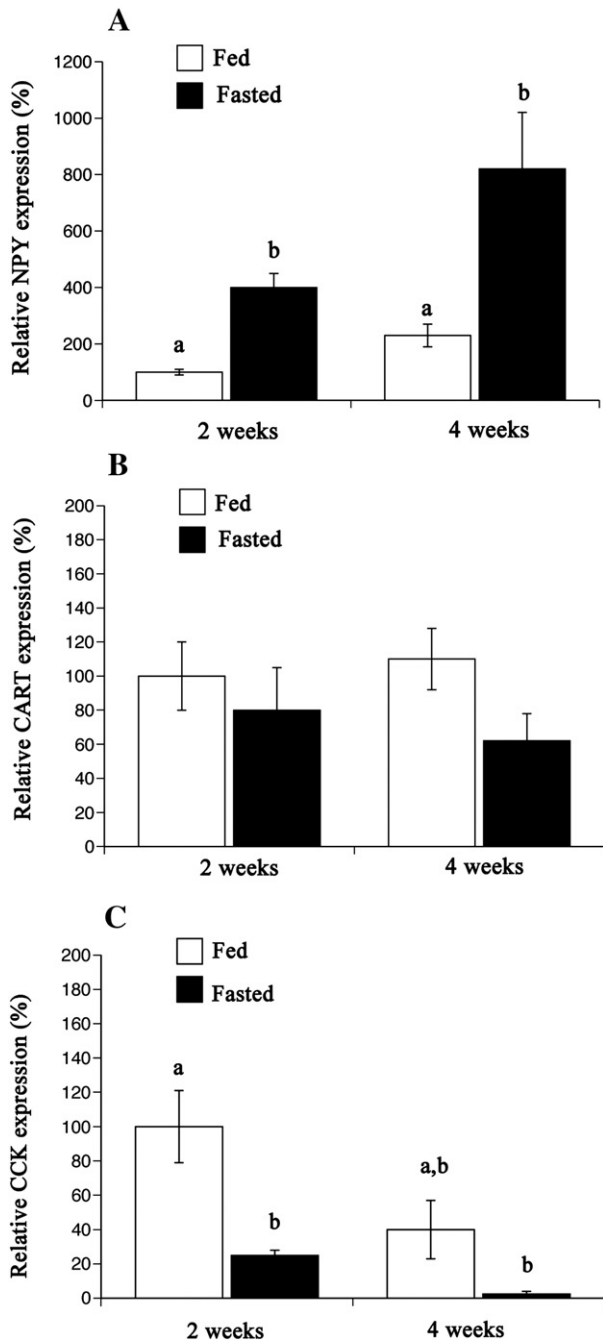 A
Fed
Fasted
Relative NPY expression (%)
1200
1000
800
600
400
200
0
a
b
a
b
2 weeks
4 weeks
B
Fed
Fasted
Relative CART expression (%)
200
180
160
140
120
100
80
60
40
20
0
2 weeks
4 weeks
C
Fed
Fasted
Relative CCK expression (%)
200
180
160
140
120
100
80
60
40
20
0
a
b
a,b
b
2 weeks
4 weeks